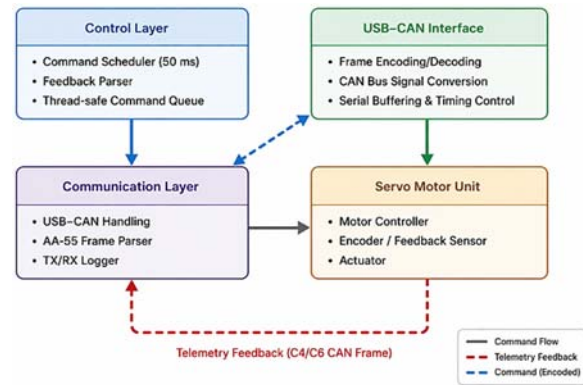 Control Layer
• Command Scheduler (50 ms)
• Feedback Parser
• Thread-safe Command Queue
USB–CAN Interface
• Frame Encoding/Decoding
• CAN Bus Signal Conversion
• Serial Buffering & Timing Control
Communication Layer
• USB–CAN Handling
• AA-55 Frame Parser
• TX/RX Logger
Servo Motor Unit
• Motor Controller
• Encoder / Feedback Sensor
• Actuator
Telemetry Feedback (C4/C6 CAN Frame)
Command Flow
Telemetry Feedback
Command (Encoded)